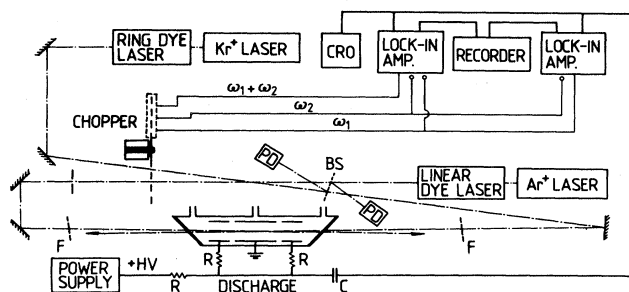 RING DYE
LASER
Kr+ LASER
CRO
LOCK-IN
AMP.
RECORDER
LOCK-IN
AMP.
ω1 + ω2
ω2
ω1
CHOPPER
PD
BS
LINEAR
DYE LASER
Ar+ LASER
PD
F
F
R
R
POWER
SUPPLY
+HV
R
DISCHARGE
C